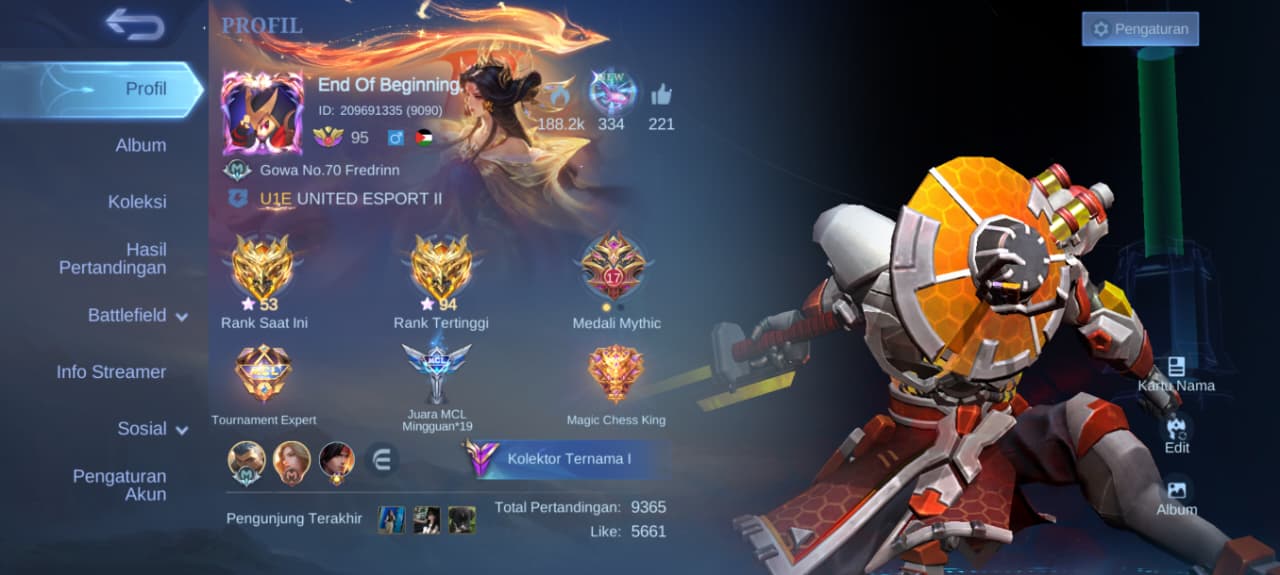 PROFIL
Pengaturan
Profil
Album
Koleksi
Hasil
Pertandingan
Battlefield
Info Streamer
Sosial
Pengaturan
Akun
End Of Beginning.
ID: 209691335 (9090)
95
NEW
188.2k
334
221
Gowa No.70 Fredrinn
U1E UNITED ESPORT II
53
94
17
Rank Saat Ini
Rank Tertinggi
Medali Mythic
MCL
MCL
Tournament Expert
Juara MCL
Mingguan*19
Magic Chess King
Kolektor Ternama I
Pengunjung Terakhir
Total Pertandingan: 9365
Like: 5661
Kartu Nama
Edit
Album